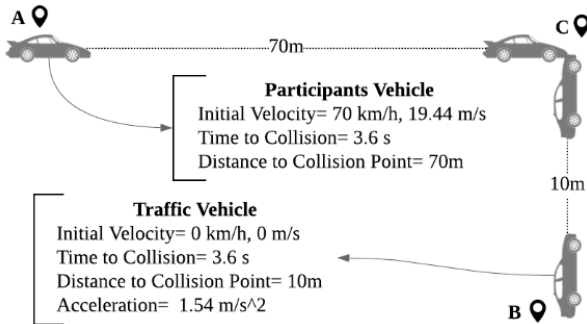 A
C
70m
Participants Vehicle
Initial Velocity= 70 km/h, 19.44 m/s
Time to Collision= 3.6 s
Distance to Collision Point= 70m
10m
Traffic Vehicle
Initial Velocity= 0 km/h, 0 m/s
Time to Collision= 3.6 s
Distance to Collision Point= 10m
Acceleration= 1.54 m/s^2
B